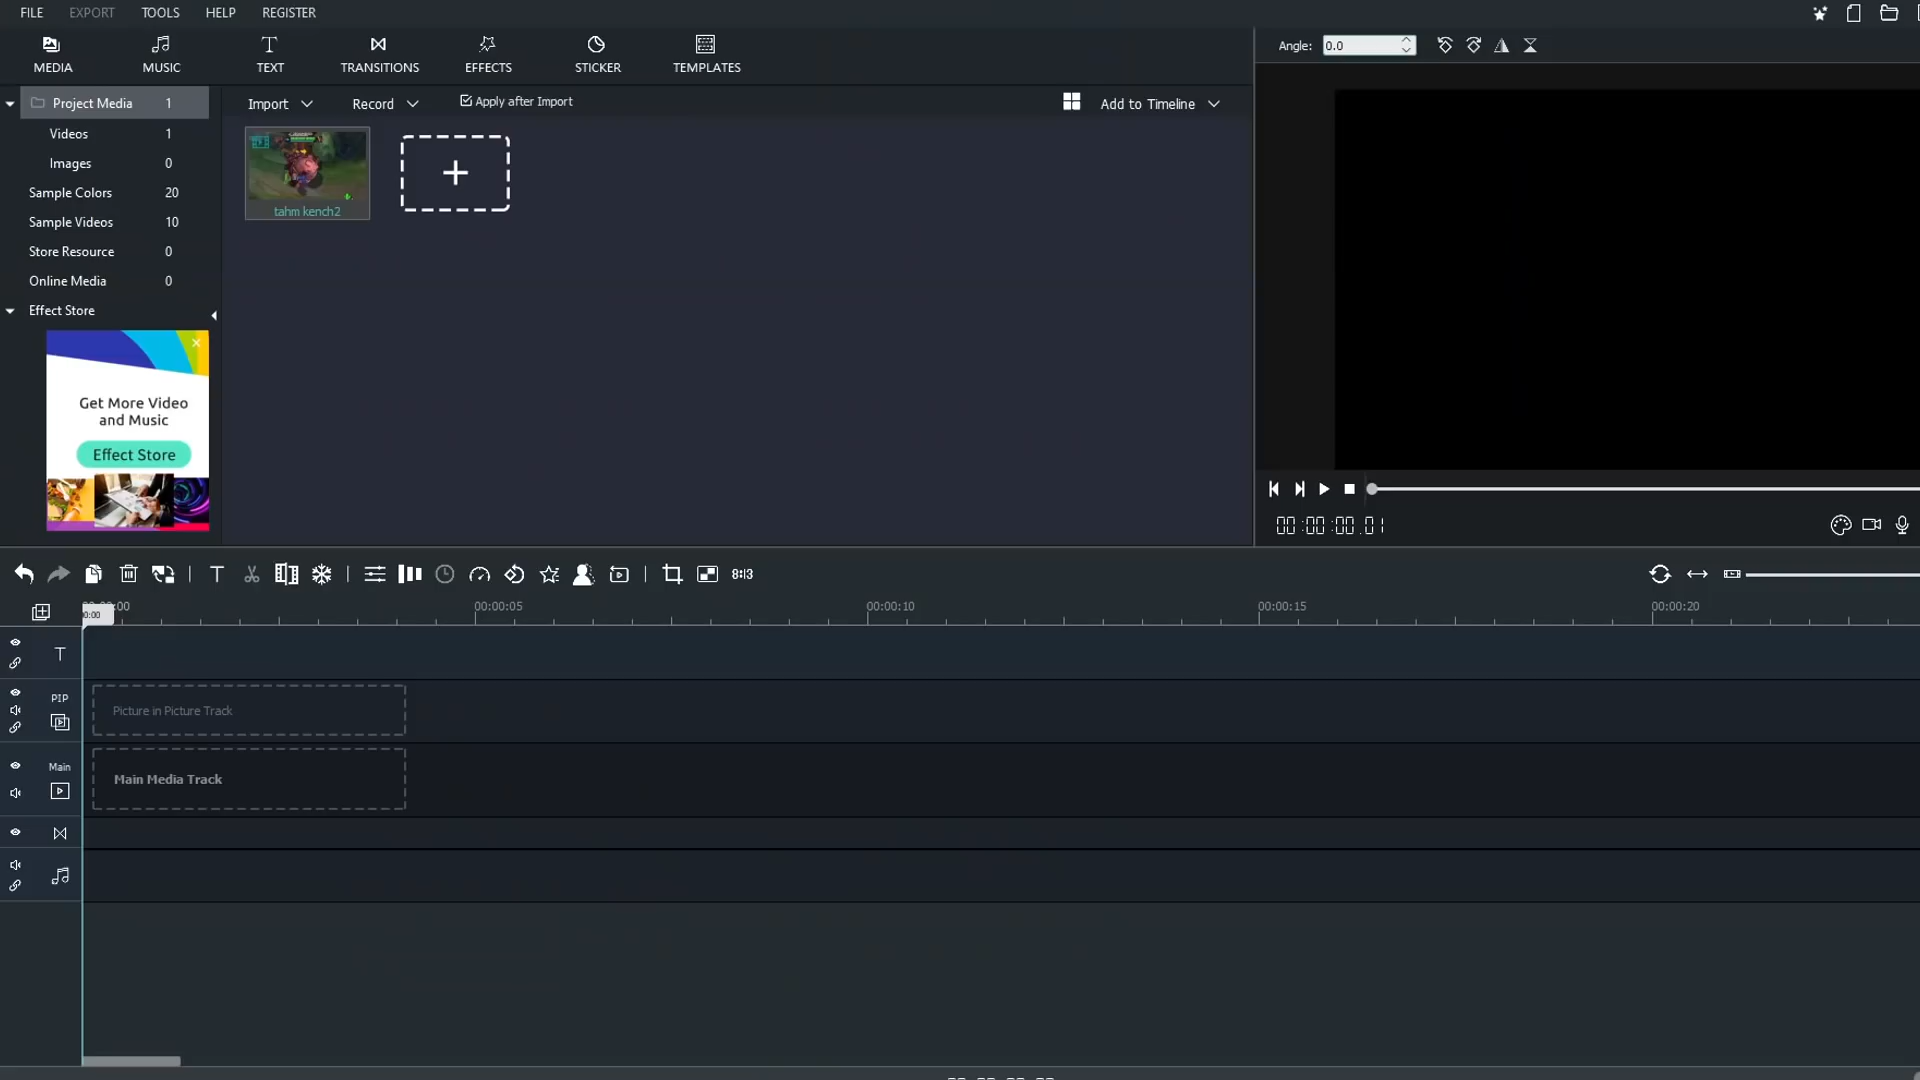 FILE EXPORT TOOLS HELP REGISTER
MEDIA MUSIC TEXT TRANSITIONS EFFECTS STICKER TEMPLATES
Angle: 0.0
Project Media 1
Import Record Apply after Import Add to Timeline
Videos 1
Images 0
Sample Colors 20
Sample Videos 10
Store Resource 0
Online Media 0
Effect Store
tahm kench2
Get More Video
and Music
Effect Store
00:00:00.01
8:3
00:00:05 00:00:10 00:00:15 00:00:20
0:00
T
PIP
Picture in Picture Track
Main
Main Media Track